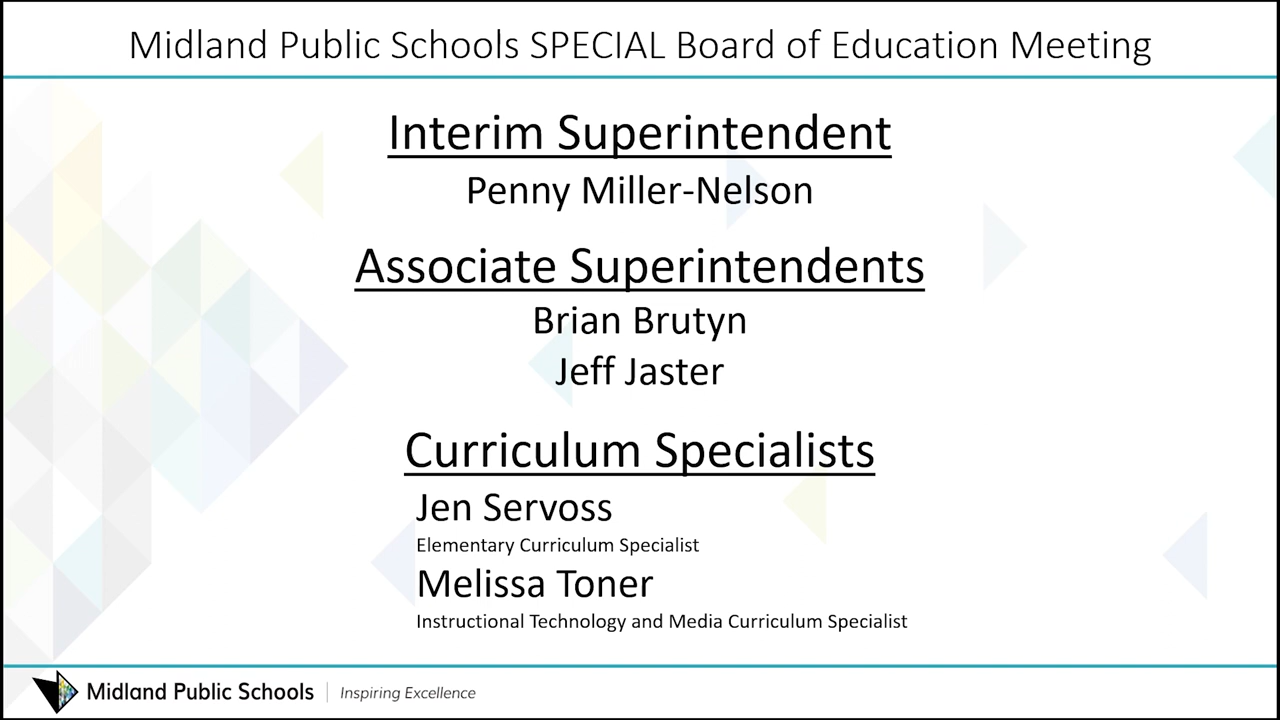 Midland Public Schools SPECIAL Board of Education Meeting
Interim Superintendent
Penny Miller-Nelson
Associate Superintendents
Brian Brutyn
Jeff Jaster
Curriculum Specialists
Jen Servoss
Elementary Curriculum Specialist
Melissa Toner
Instructional Technology and Media Curriculum Specialist
Midland Public Schools Inspiring Excellence